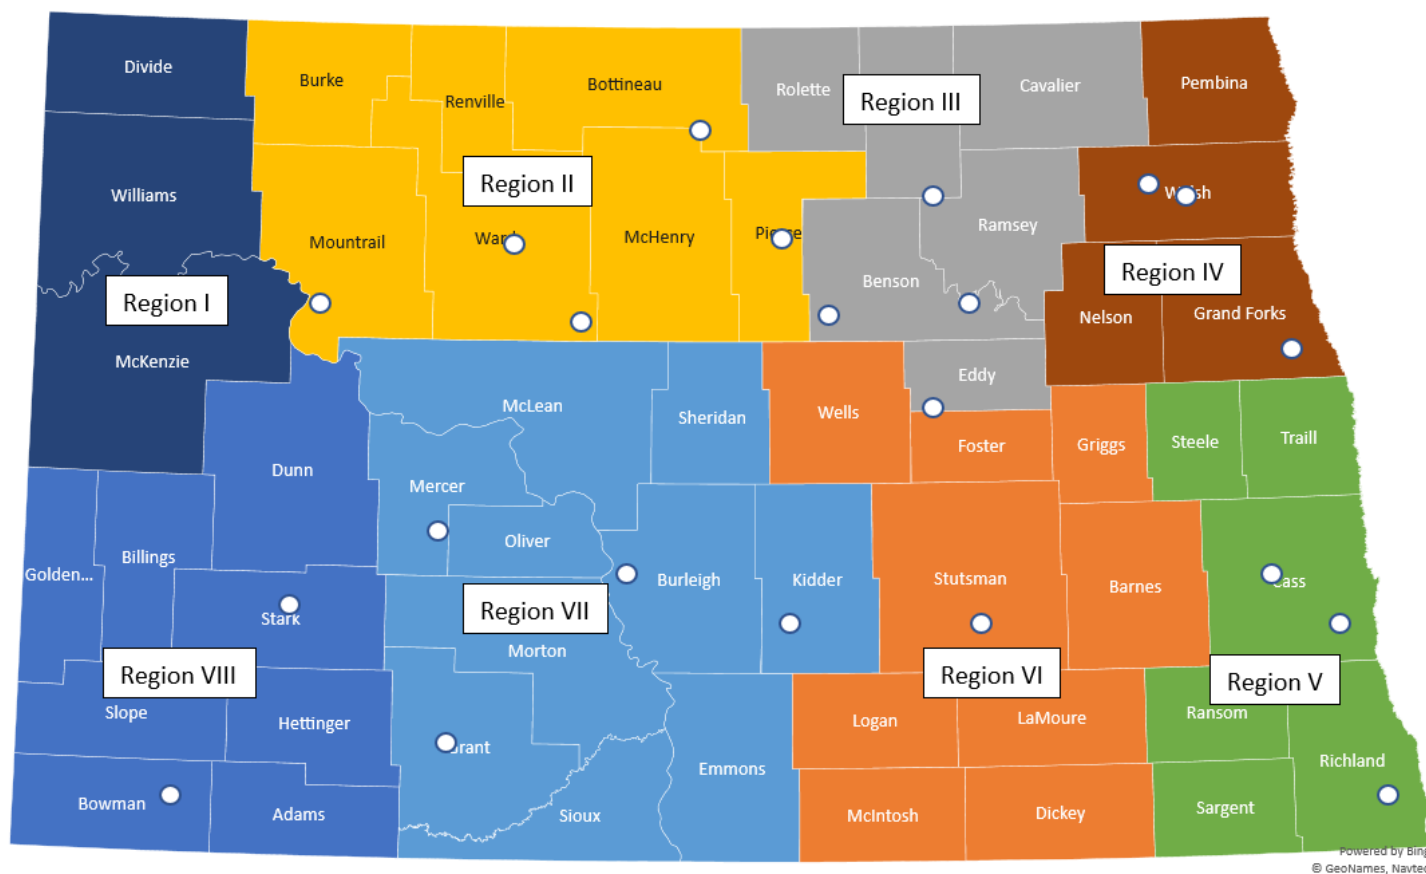 Divide
Burke
Renville
Bottineau
Rolette
Region III
Cavalier
Pembina
Williams
Region II
Mountrail
McHenry
Ramsey
Benson
Region IV
Region I
McKenzie
Nelson
Grand Forks
Eddy
McLean
Sheridan
Wells
Foster
Griggs
Steele
Traill
Dunn
Mercer
Oliver
Golden...
Billings
Burleigh
Kidder
Stutsman
Barnes
Stark
Region VII
Morton
Region VIII
Region VI
Region V
Slope
Hettinger
Logan
LaMoure
Ransom
Emmons
Richland
Bowman
Adams
Sioux
McIntosh
Dickey
Sargent
Powered by Bing
© GeoNames, Navteq